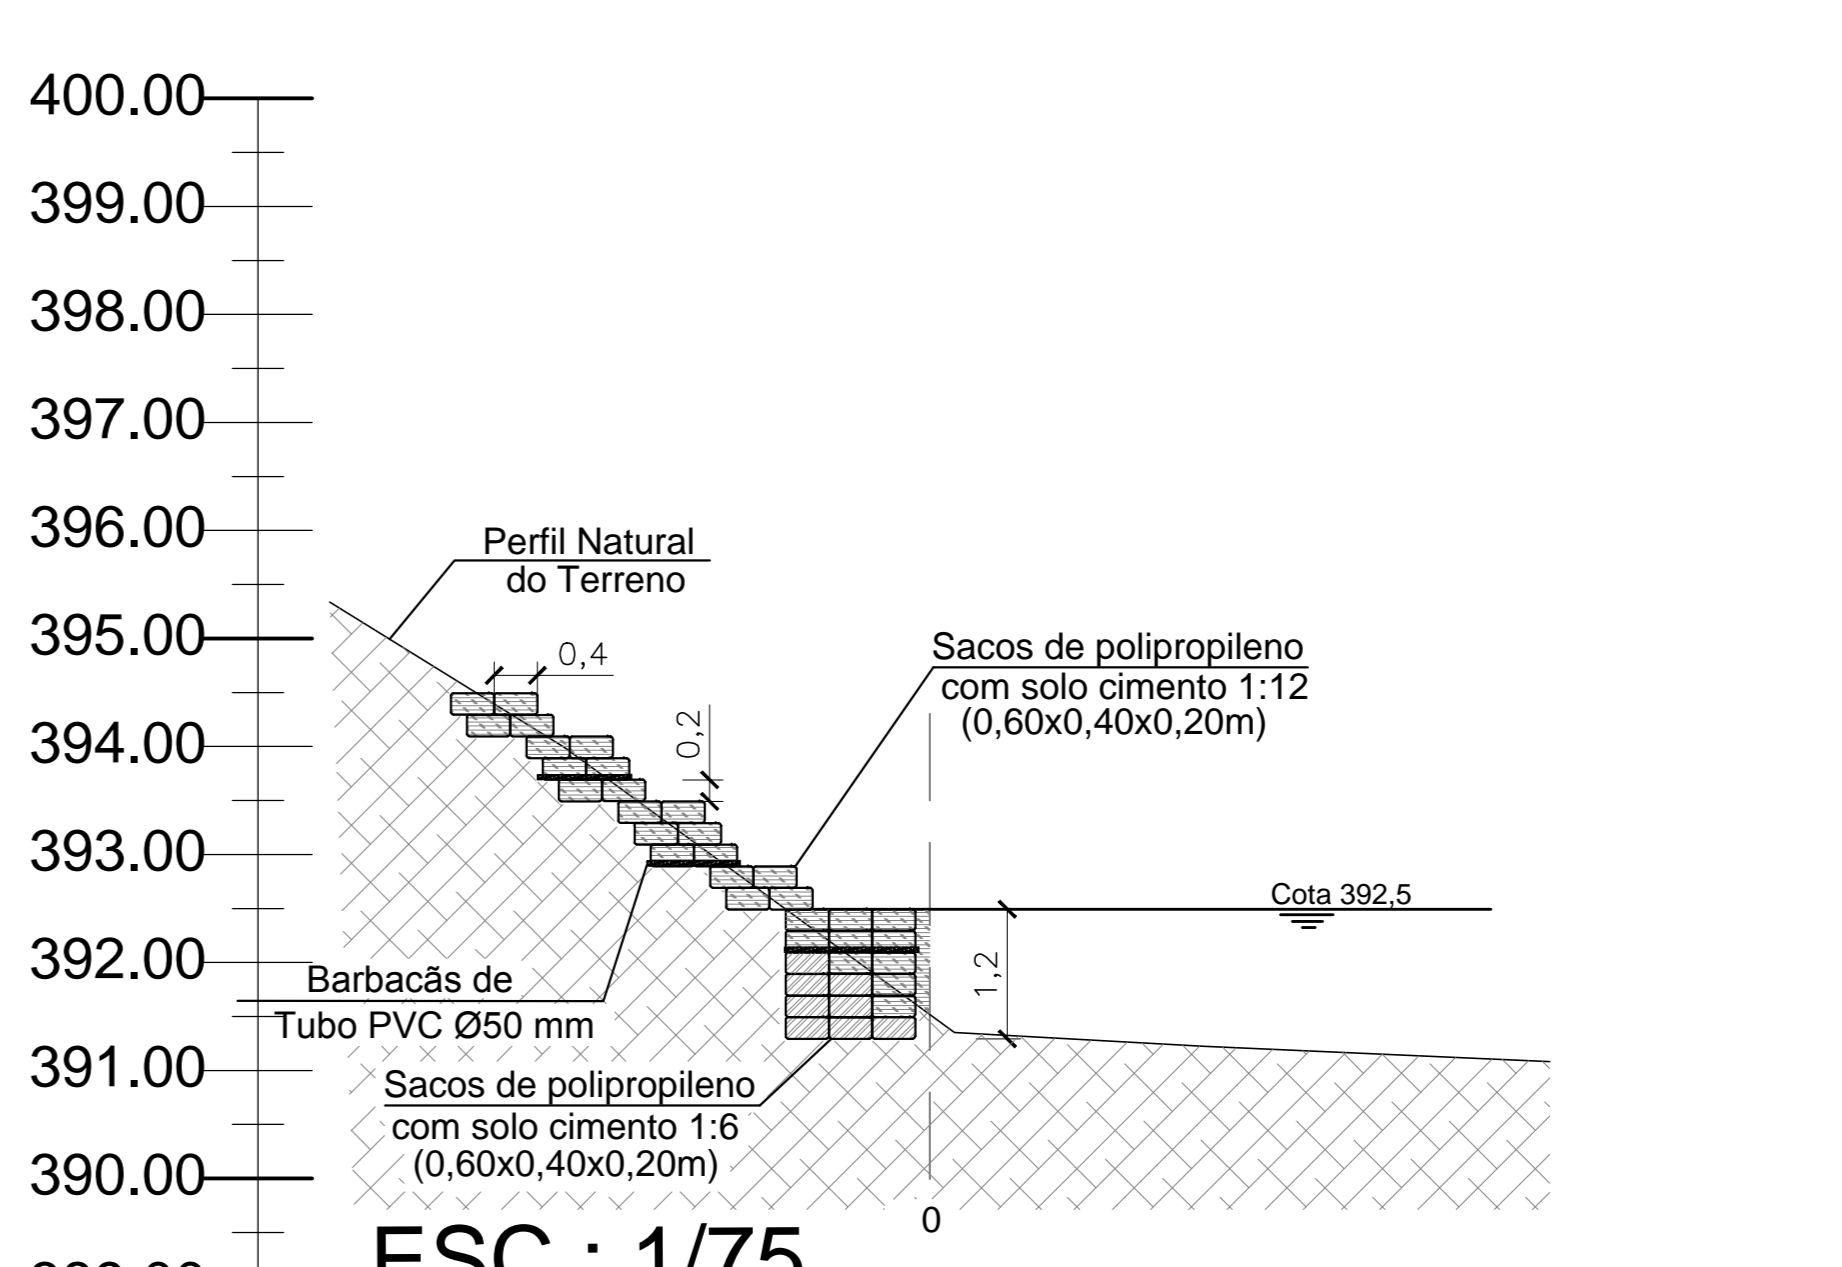 400.00
399.00
398.00
397.00
396.00
Perfil Natural
do Terreno
395.00
0,4
Sacos de polipropileno
com solo cimento 1:12
(0,60x0,40x0,20m)
394.00
0,2
393.00
Cota 392,5
392.00
1,2
Barbacãs de
Tubo PVC Ø50 mm
391.00
Sacos de polipropileno
com solo cimento 1:6
(0,60x0,40x0,20m)
390.00
0
ESC.: 1/75